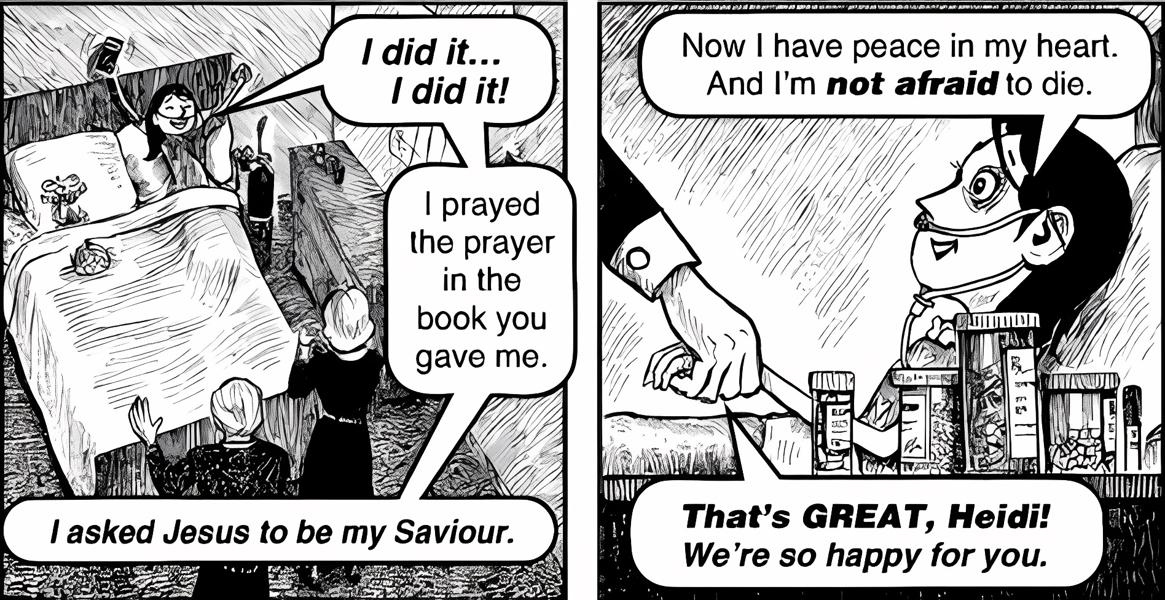 I did it...
I did it!
I prayed
the prayer
in the
book you
gave me.
I asked Jesus to be my Saviour.
Now I have peace in my heart.
And I'm not afraid to die.
That's GREAT, Heidi!
We're so happy for you.